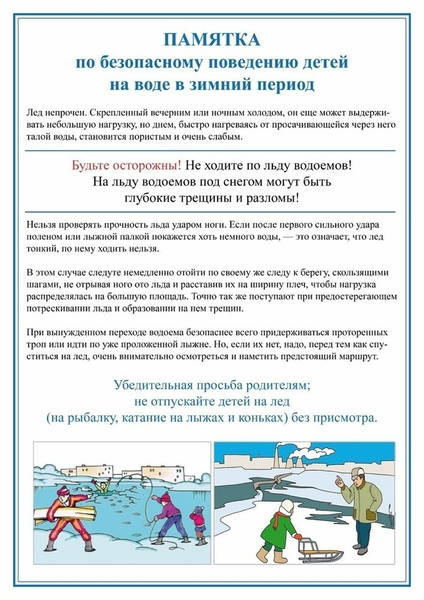 ПАМЯТКА
по безопасному поведению детей
на воде в зимний период
Лед непрочен. Скрепленный вечерним или ночным холодом, он еще может выдержи-
вать небольшую нагрузку, но днем, быстро нагреваясь от просачивающейся через него
талой воды, становится пористым и очень слабым.
Будьте осторожны! Не ходите по льду водоемов!
На льду водоемов под снегом могут быть
глубокие трещины и разломы!
Нельзя проверять прочность льда ударом ноги. Если после первого сильного удара
поленом или лыжной палкой покажется хоть немного воды, — это означает, что лед
тонкий, по нему ходить нельзя.
В этом случае следуте немедленно отойти по своему же следу к берегу, скользящими
шагами, не отрывая ного ото льда и расставив их на ширину плеч, чтобы нагрузка
распределялась на большую площадь. Точно так же поступают при предостерегающем
потрескивании льда и образовании на нем трещин.
При вынужденном переходе водоема безопаснее всего придерживаться проторенных
троп или идти по уже проложенной лыжне. Но, если их нет, надо, перед тем как спу-
ститься на лед, очень внимательно осмотреться и наметить предстоящий маршрут.
Убедительная просьба родителям;
не отпускайте детей на лед
(на рыбалку, катание на лыжах и коньках) без присмотра.